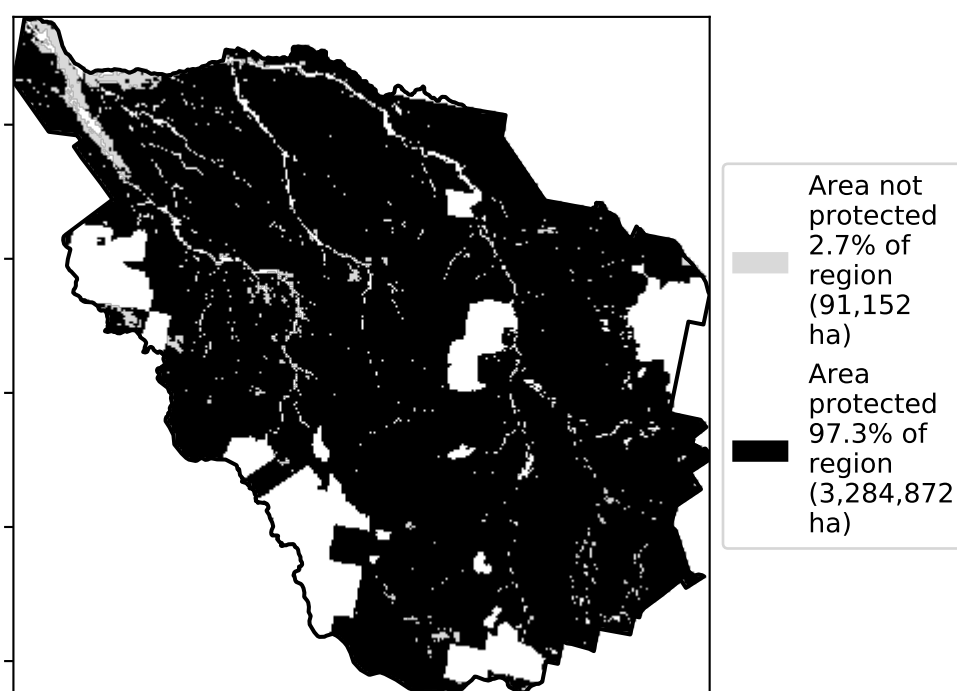 Area not
protected
2.7% of
region
(91,152
ha)
Area
protected
97.3% of
region
(3,284,872
ha)